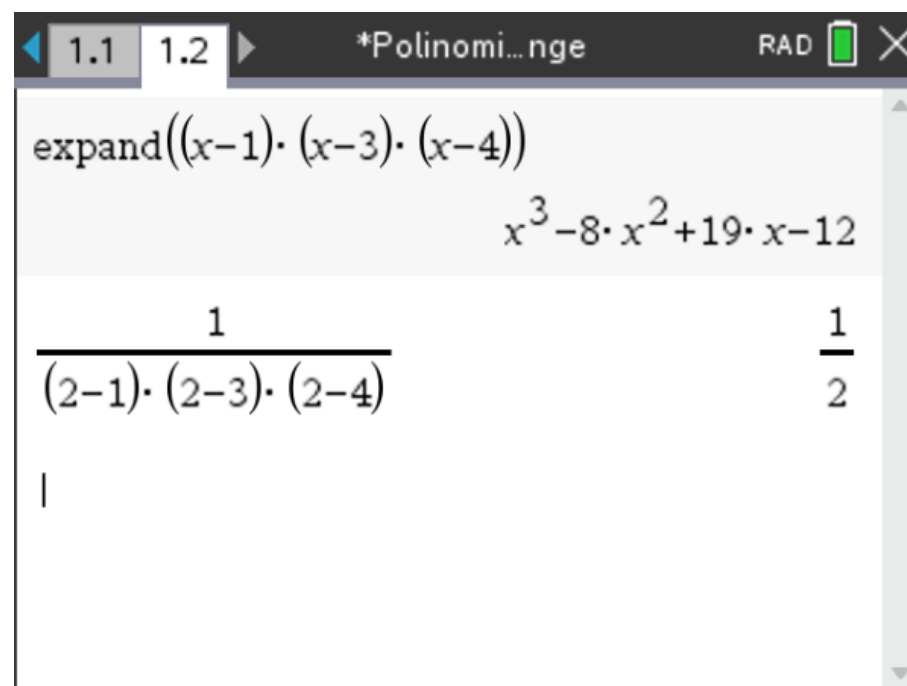 1.1 1.2 *Polinomi…nge RAD
expand((x−1)·(x−3)·(x−4))
x³−8·x²+19·x−12
1 1
(2−1)·(2−3)·(2−4) 2